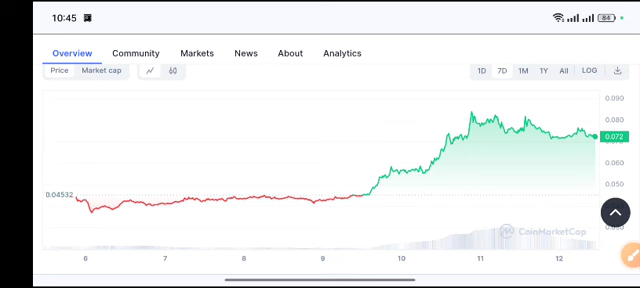 10:45 84
Overview Community Markets News About Analytics
Price Market cap 1D 7D 1M 1Y All LOG
0.090
0.080
0.072
0.060
0.050
0.04532
CoinMarketCap
6 7 8 9 10 11 12